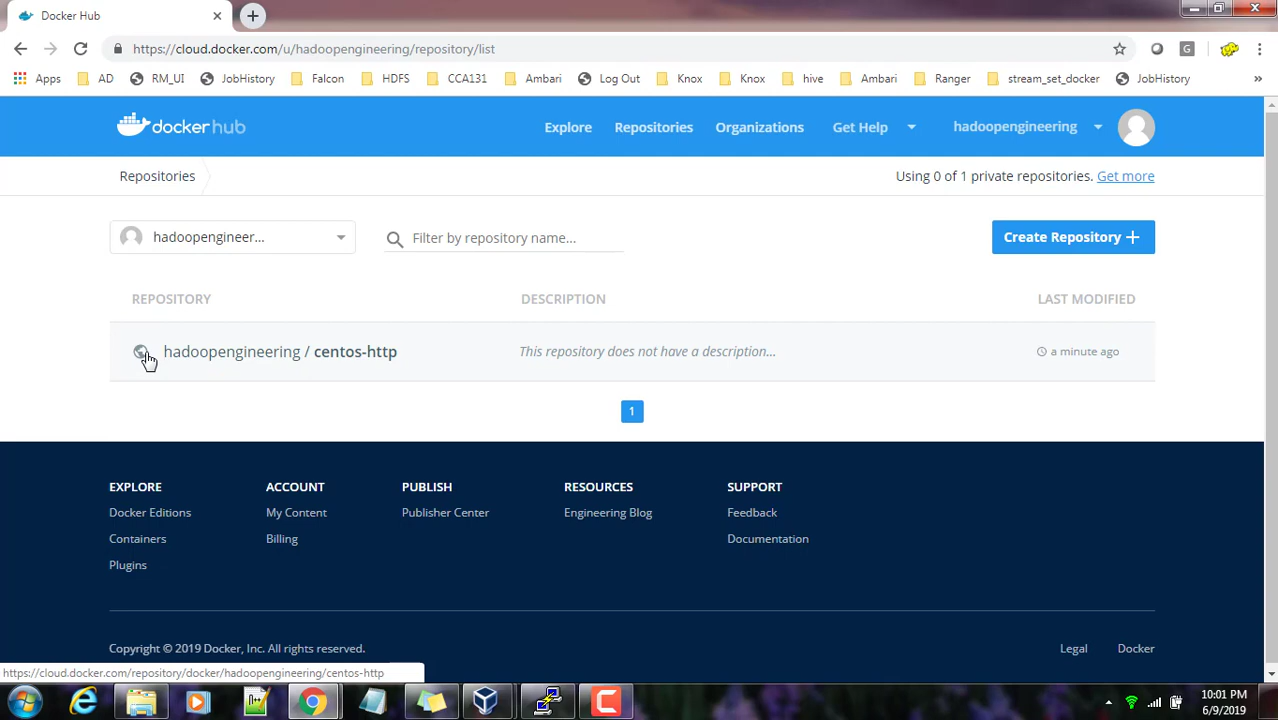 Docker Hub
https://cloud.docker.com/u/hadoopengineering/repository/list
G
Apps AD RM_UI JobHistory Falcon HDFS CCA131 Ambari Log Out Knox Knox hive Ambari Ranger stream_set_docker JobHistory »
docker hub Explore Repositories Organizations Get Help hadoopengineering
Repositories Using 0 of 1 private repositories. Get more
hadoopengineer... Filter by repository name... Create Repository +
REPOSITORY DESCRIPTION LAST MODIFIED
hadoopengineering / centos-http This repository does not have a description... a minute ago
1
EXPLORE ACCOUNT PUBLISH RESOURCES SUPPORT
Docker Editions My Content Publisher Center Engineering Blog Feedback
Containers Billing Documentation
Plugins
Copyright © 2019 Docker, Inc. All rights reserved. Legal Docker
https://cloud.docker.com/repository/docker/hadoopengineering/centos-http
10:01 PM
6/9/2019